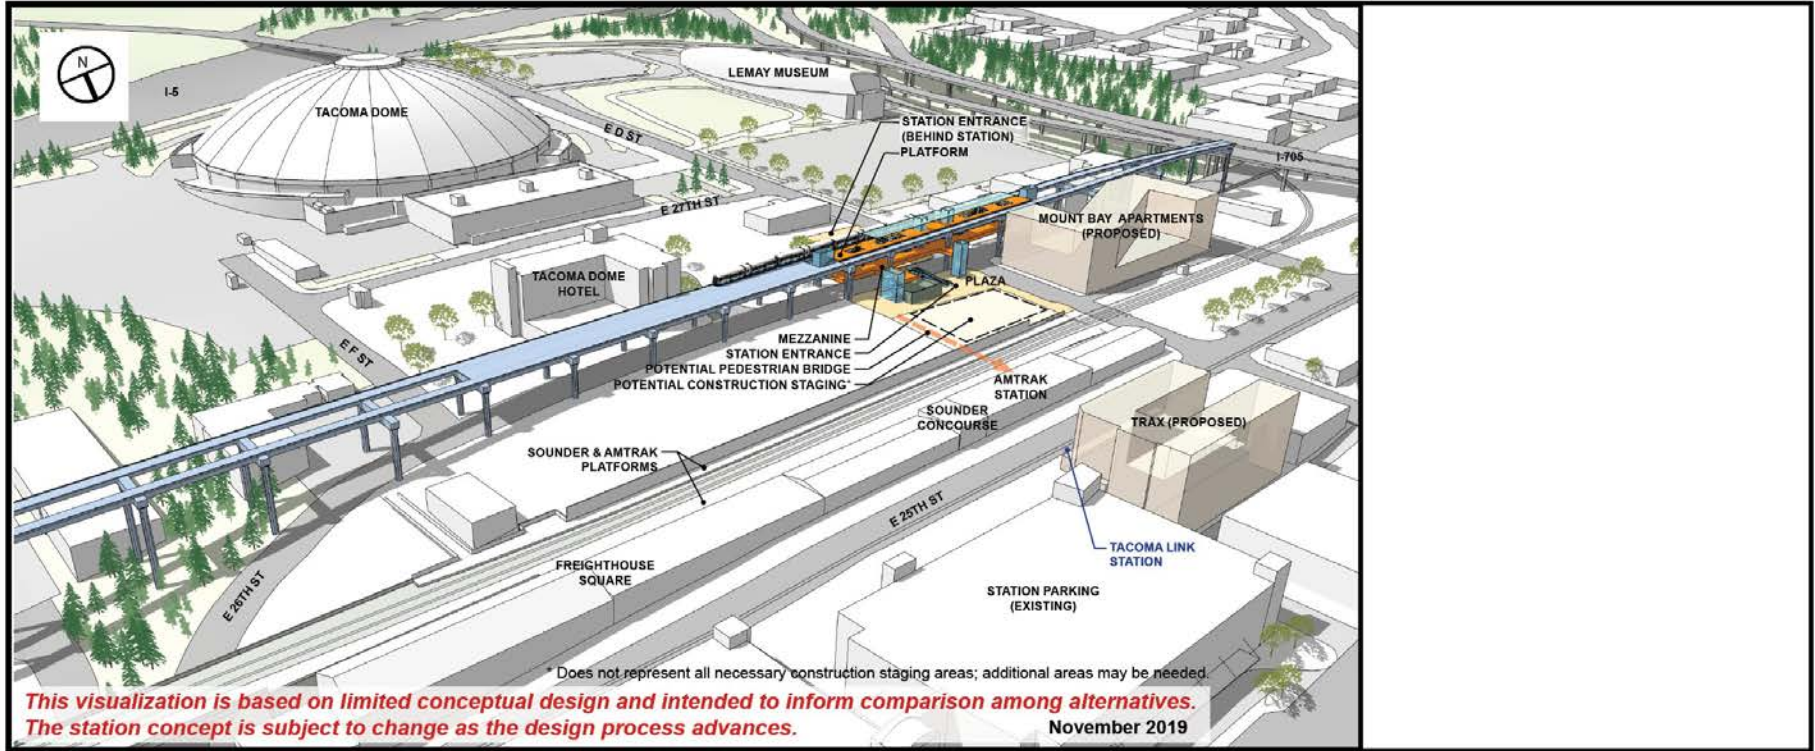 N
I-5
TACOMA DOME
LEMAY MUSEUM
E D ST
STATION ENTRANCE
(BEHIND STATION)
PLATFORM
I-705
E 27TH ST
MOUNT BAY APARTMENTS
(PROPOSED)
TACOMA DOME
HOTEL
PLAZA
E F ST
MEZZANINE
STATION ENTRANCE
POTENTIAL PEDESTRIAN BRIDGE
POTENTIAL CONSTRUCTION STAGING*
AMTRAK
STATION
SOUNDER
CONCOURSE
TRAX (PROPOSED)
SOUNDER & AMTRAK
PLATFORMS
E 25TH ST
TACOMA LINK
STATION
FREIGHTHOUSE
SQUARE
E 26TH ST
STATION PARKING
(EXISTING)
* Does not represent all necessary construction staging areas; additional areas may be needed.
This visualization is based on limited conceptual design and intended to inform comparison among alternatives.
The station concept is subject to change as the design process advances.
November 2019